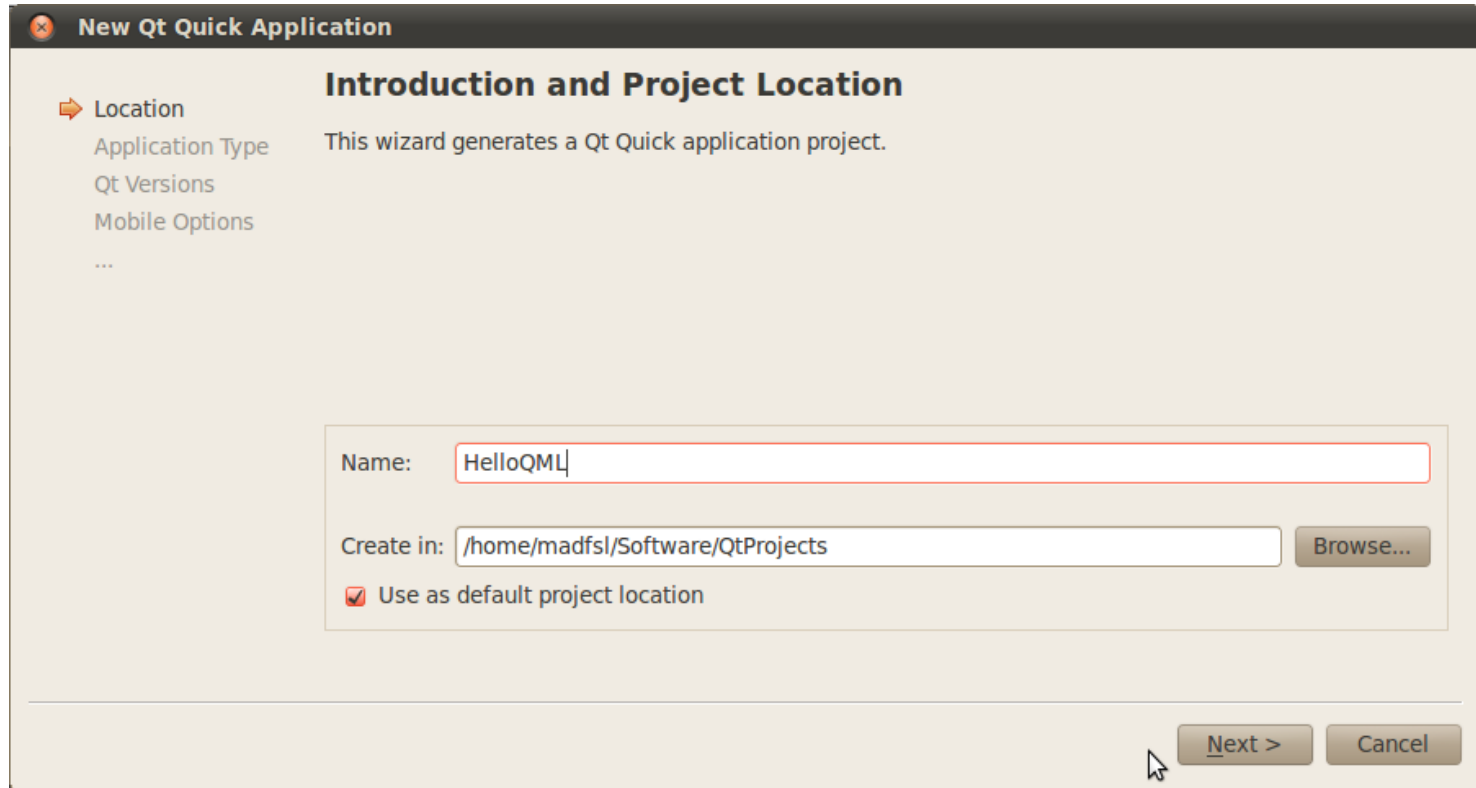 New Qt Quick Application
Location
Application Type
Qt Versions
Mobile Options
...
Introduction and Project Location
This wizard generates a Qt Quick application project.
Name: HelloQML
Create in: /home/madfsl/Software/QtProjects Browse...
Use as default project location
Next > Cancel